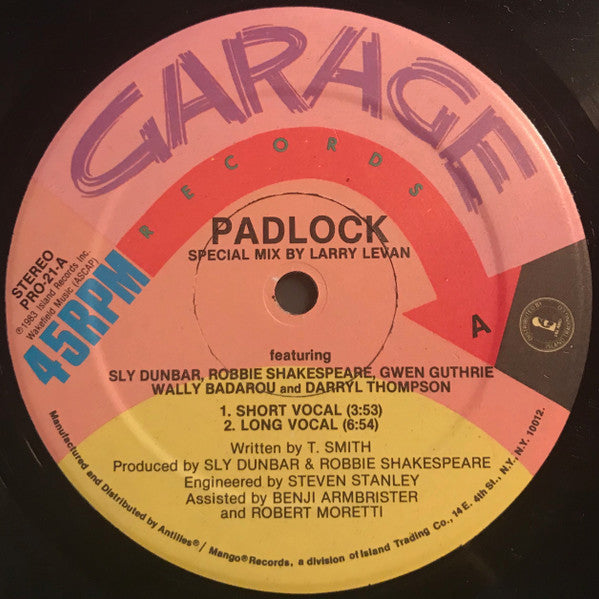 GARAGE
RECORDS
STEREO
PRO-21-A
℗1983 Island Records Inc.
Wakefield Music (ASCAP)
45RPM
PADLOCK
SPECIAL MIX BY LARRY LEVAN
A
DISTRIBUTED BY
featuring
SLY DUNBAR, ROBBIE SHAKESPEARE, GWEN GUTHRIE
WALLY BADAROU and DARRYL THOMPSON
1. SHORT VOCAL (3:53)
2. LONG VOCAL (6:54)
Written by T. SMITH
Produced by SLY DUNBAR & ROBBIE SHAKESPEARE
Engineered by STEVEN STANLEY
Assisted by BENJI ARMBRISTER
and ROBERT MORETTI
Manufactured and Distributed by Antilles®/ Mango® Records, a division of Island Trading Co., 14 E. 4th St., N.Y., N.Y. 10012.